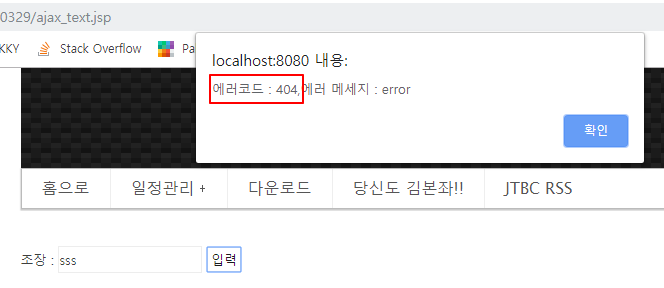 0329/ajax_text.jsp
KKY Stack Overflow Pa
localhost:8080 내용:
에러코드 : 404,에러 메세지 : error
확인
홈으로 일정관리 + 다운로드 당신도 김본좌!! JTBC RSS
조장 : sss 입력